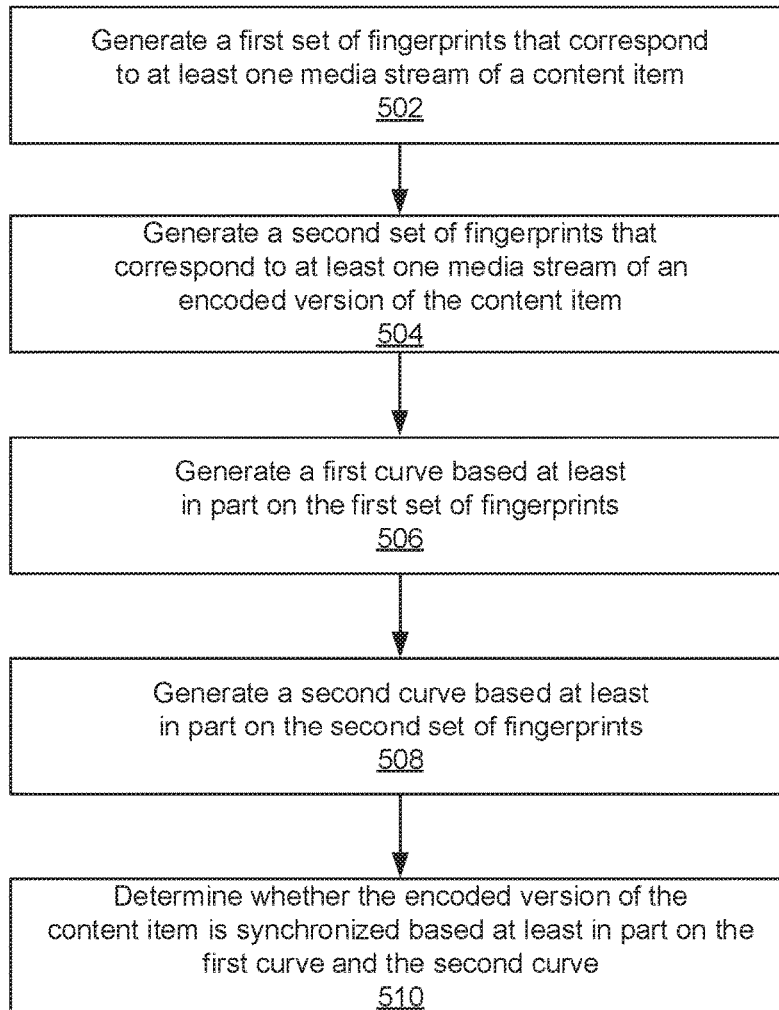 Generate a first set of fingerprints that correspond
to at least one media stream of a content item
502
Generate a second set of fingerprints that
correspond to at least one media stream of an
encoded version of the content item
504
Generate a first curve based at least
in part on the first set of fingerprints
506
Generate a second curve based at least
in part on the second set of fingerprints
508
Determine whether the encoded version of the
content item is synchronized based at least in part on the
first curve and the second curve
510